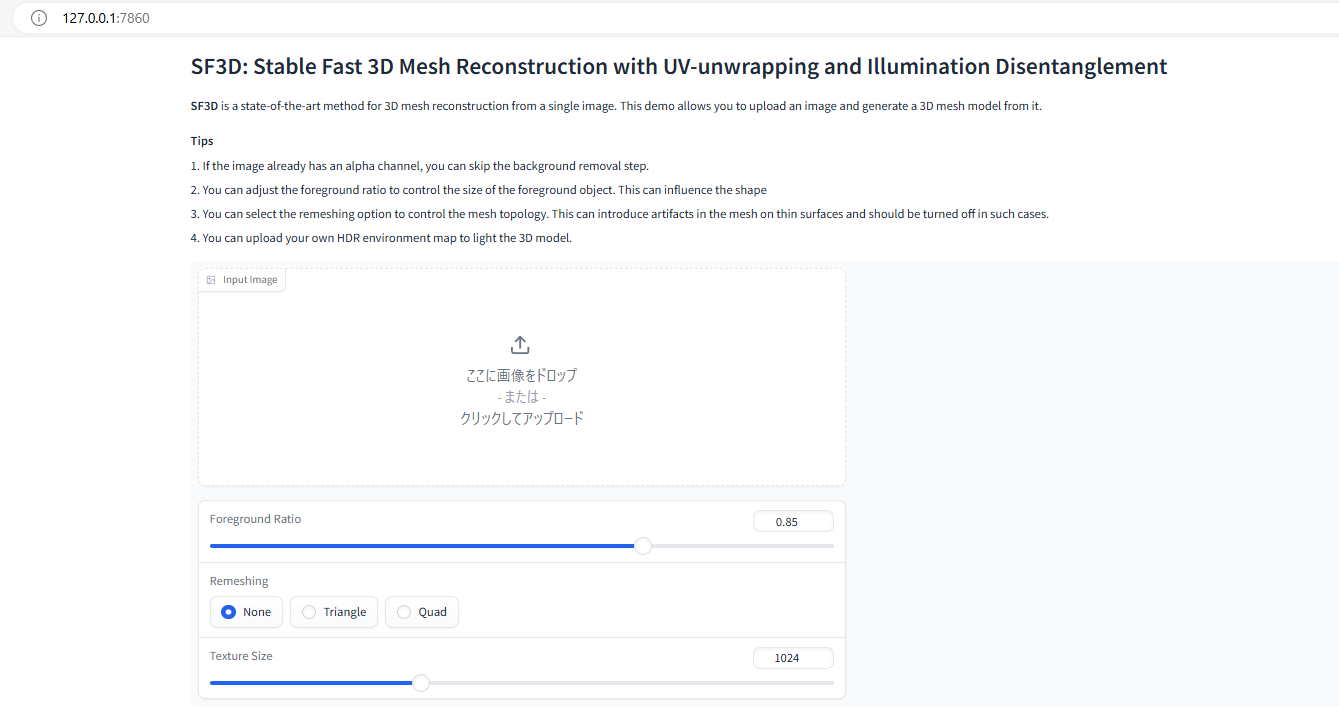 127.0.0.1:7860
SF3D: Stable Fast 3D Mesh Reconstruction with UV-unwrapping and Illumination Disentanglement
SF3D is a state-of-the-art method for 3D mesh reconstruction from a single image. This demo allows you to upload an image and generate a 3D mesh model from it.
Tips
1. If the image already has an alpha channel, you can skip the background removal step.
2. You can adjust the foreground ratio to control the size of the foreground object. This can influence the shape
3. You can select the remeshing option to control the mesh topology. This can introduce artifacts in the mesh on thin surfaces and should be turned off in such cases.
4. You can upload your own HDR environment map to light the 3D model.
Input Image
ここに画像をドロップ
- または -
クリックしてアップロード
Foreground Ratio 0.85
Remeshing
None Triangle Quad
Texture Size 1024